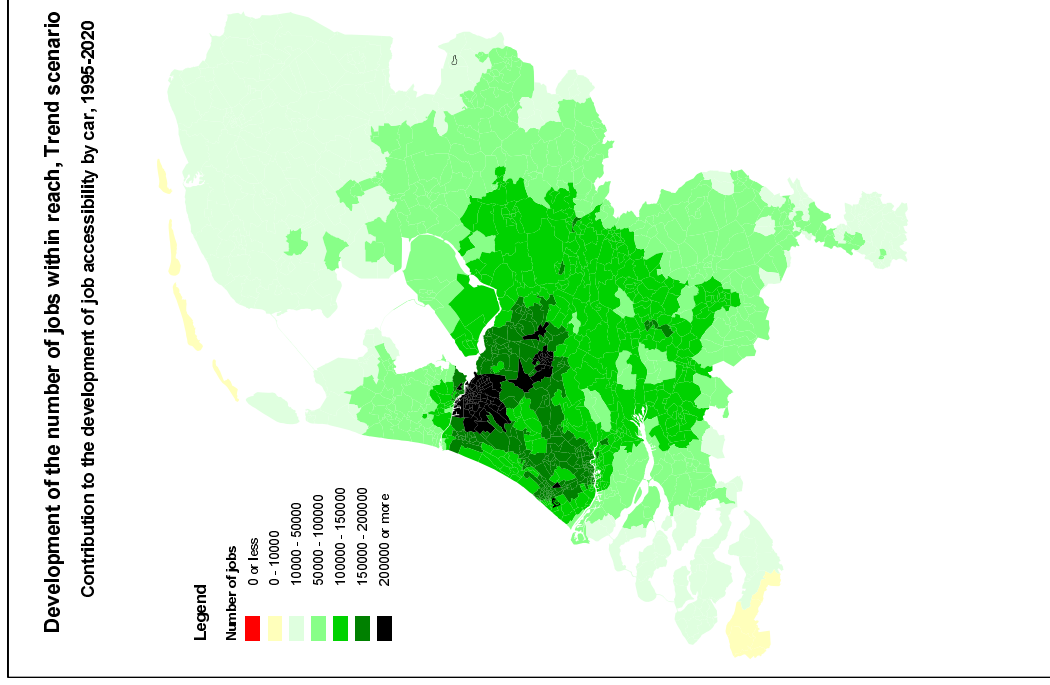 Development of the number of jobs within reach, Trend scenario
Contribution to the development of job accessibility by car, 1995-2020
Legend
Number of jobs
0 or less
0 - 10000
10000 - 50000
50000 - 100000
100000 - 150000
150000 - 200000
200000 or more